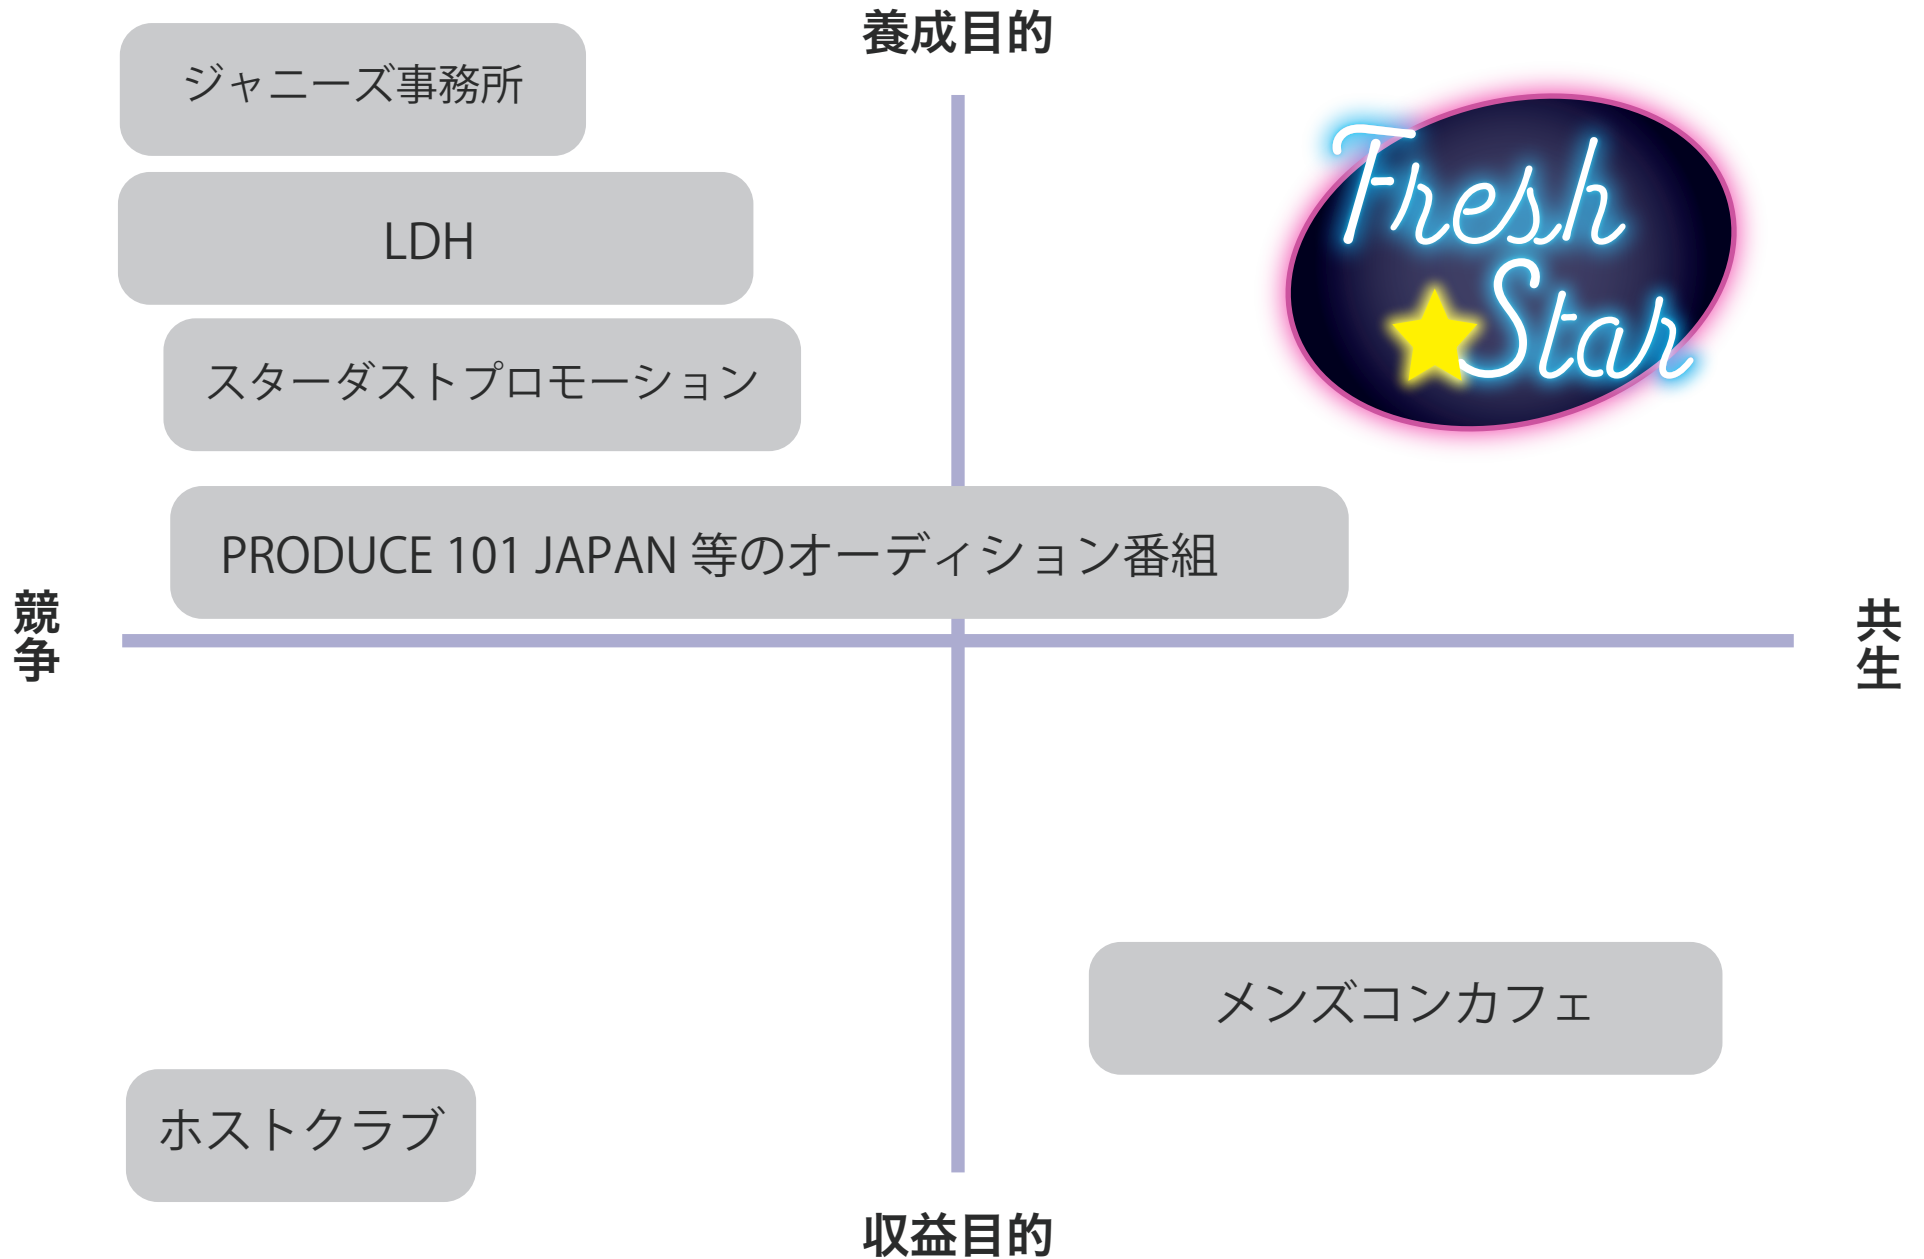 養成目的
ジャニーズ事務所
LDH
スターダストプロモーション
Fresh
Star
PRODUCE 101 JAPAN 等のオーディション番組
競争
共生
メンズコンカフェ
ホストクラブ
収益目的